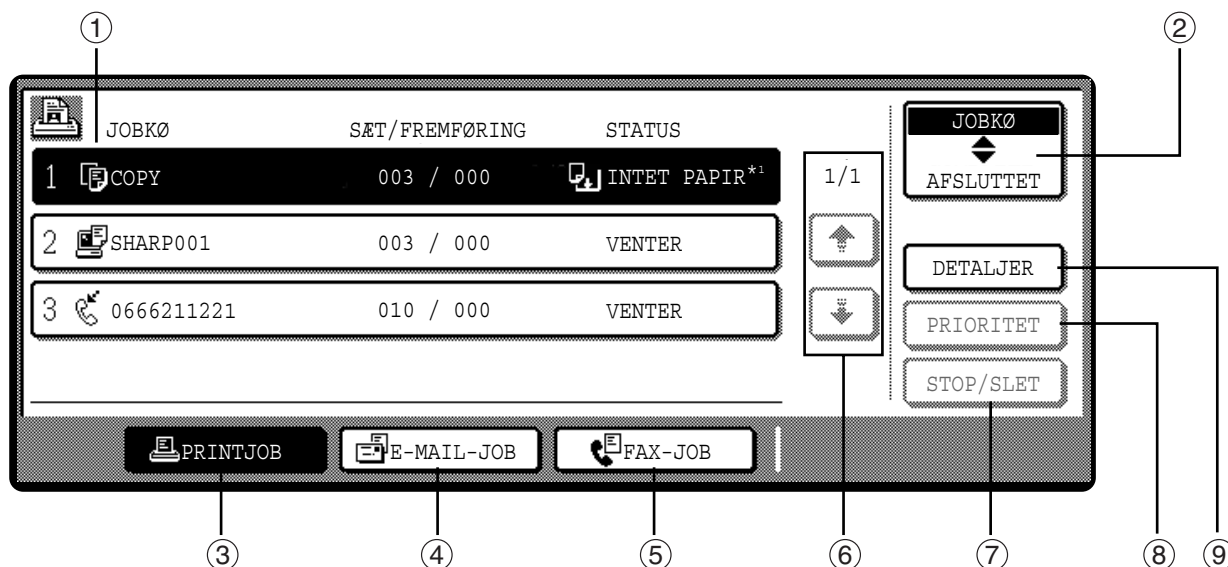 ① ②
JOBKØ SÆT/FREMFØRING STATUS
1 COPY 003 / 000 INTET PAPIR*1
2 SHARP001 003 / 000 VENTER
3 0666211221 010 / 000 VENTER
1/1
JOBKØ
AFSLUTTET
DETALJER
PRIORITET
STOP/SLET
PRINTJOB E-MAIL-JOB FAX-JOB
③ ④ ⑤ ⑥ ⑦ ⑧ ⑨